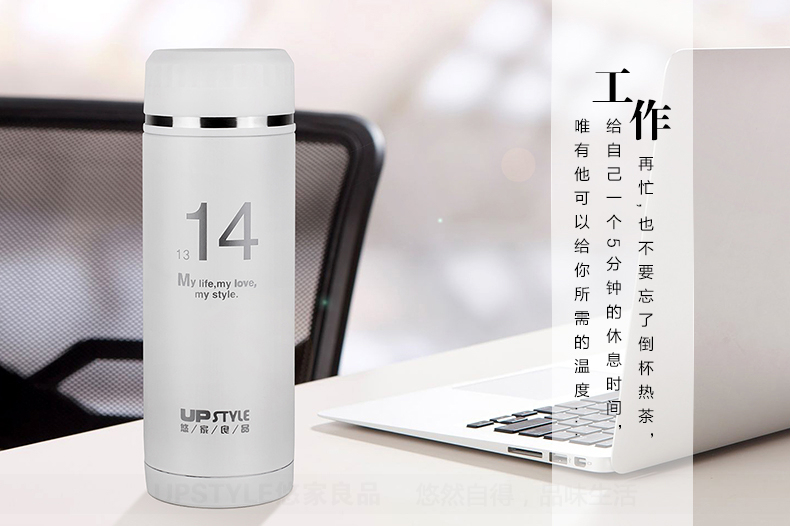 13
14
My life,my love,
my style.
UPSTYLE
悠/家/良/品
工作
再忙,也不要忘了倒杯热茶，
给自己一个5分钟的休息时间，
唯有他可以给你所需的温度...
UPSTYLE悠家良品 悠然自得，品味生活